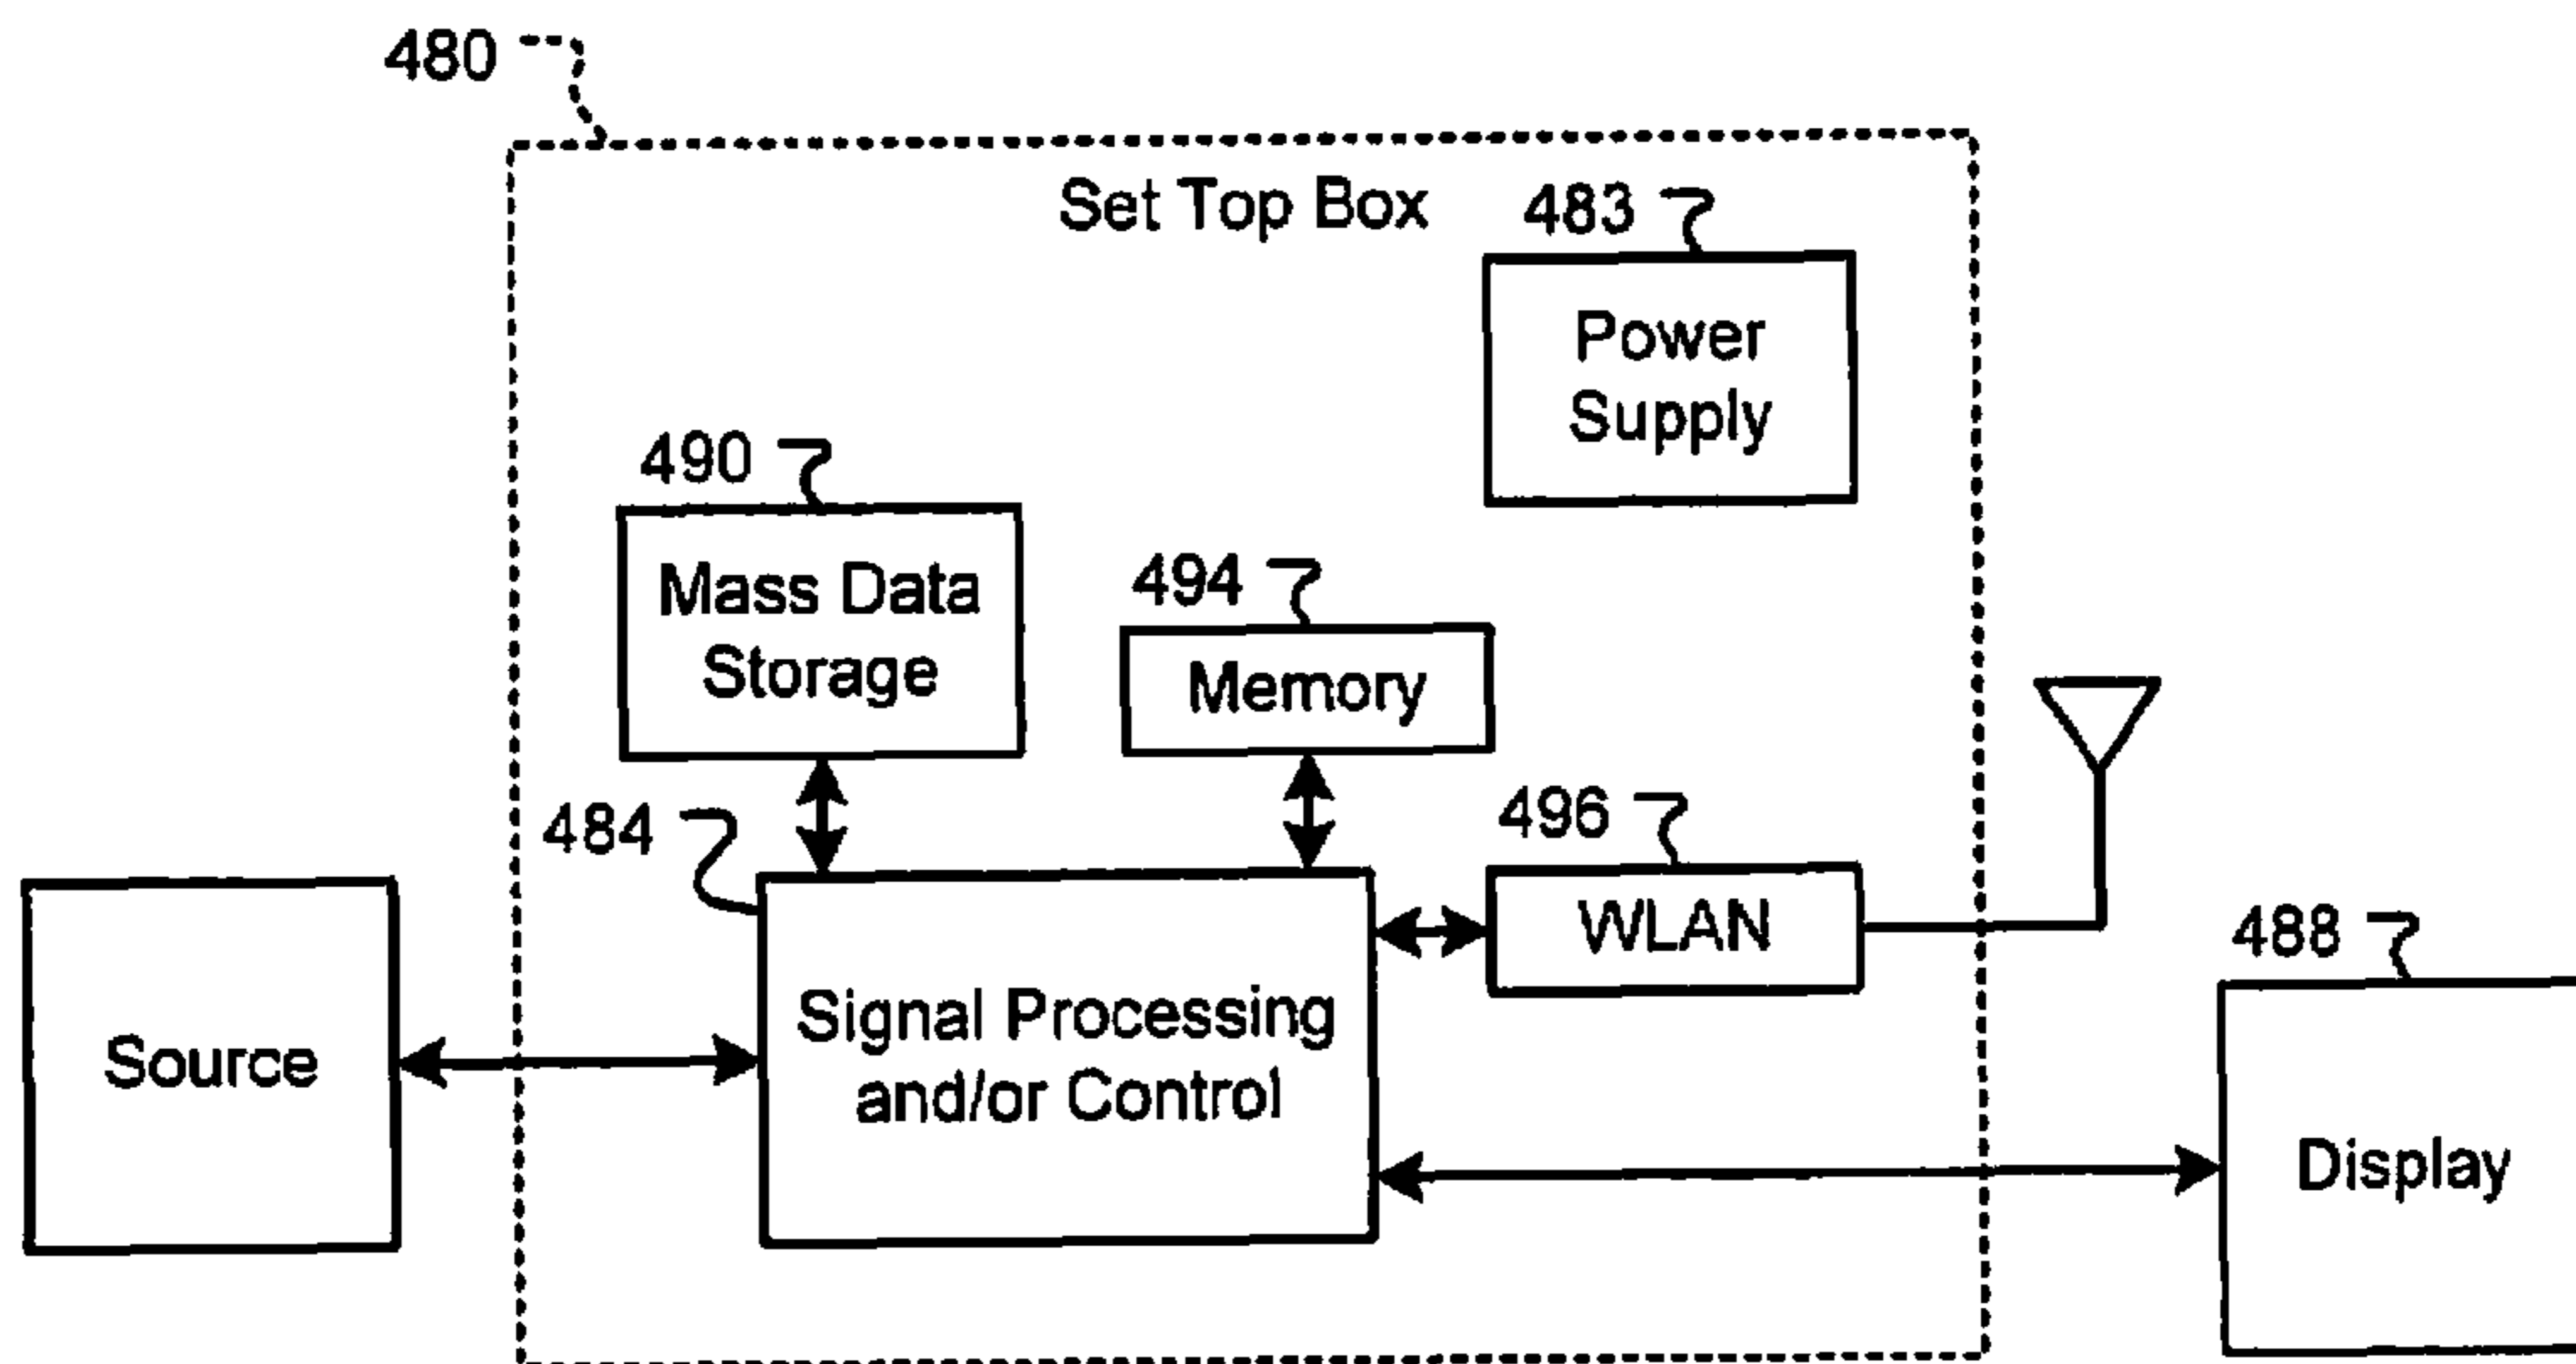 480
Set Top Box
483
Power
Supply
490
Mass Data
Storage
494
Memory
484
496
WLAN
Source
Signal Processing
and/or Control
488
Display